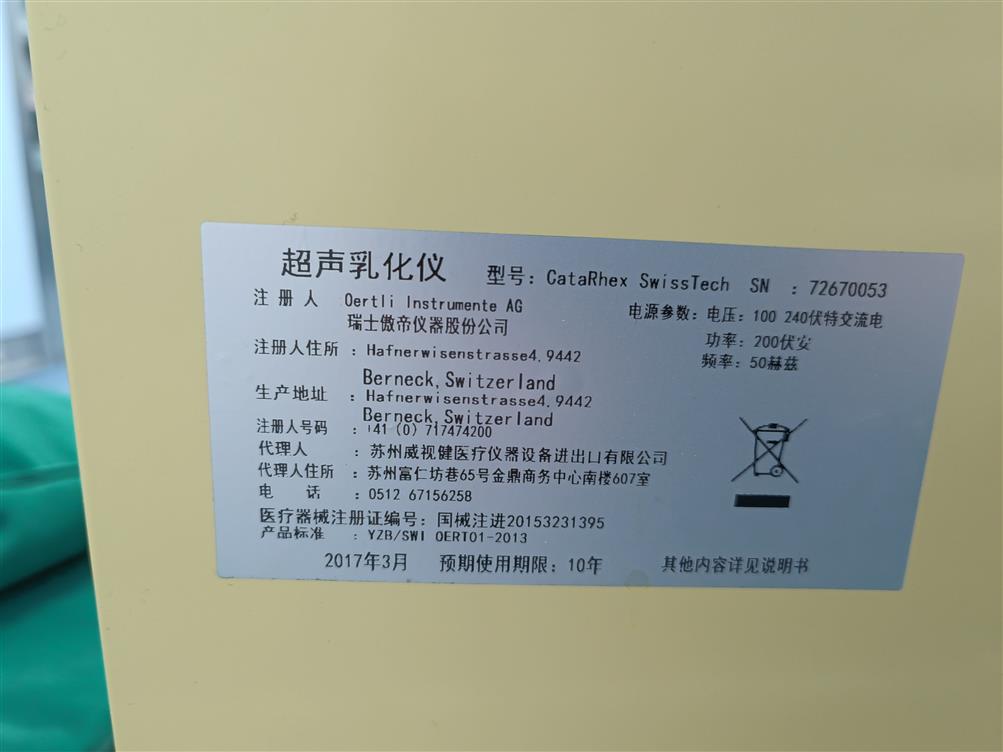 超声乳化仪 型号: CataRhex SwissTech SN : 72670053
注 册 人 Oertli Instrumente AG
瑞士傲帝仪器股份公司
电源参数: 电压: 100 240伏特交流电
功率: 200伏安
频率: 50赫兹
注册人住所 : Hafnerwisenstrasse4, 9442
Berneck, Switzerland
生产地址 : Hafnerwisenstrasse4, 9442
Berneck, Switzerland
注册人号码 : +41 (0) 717474200
代理人 : 苏州威视健医疗仪器设备进出口有限公司
代理人住所 : 苏州富仁坊巷65号金鼎商务中心南楼607室
电 话 : 0512 67156258
医疗器械注册证编号: 国械注进20153231395
产品标准 : YZB/SWI OERT01-2013
2017年3月 预期使用期限: 10年 其他内容详见说明书